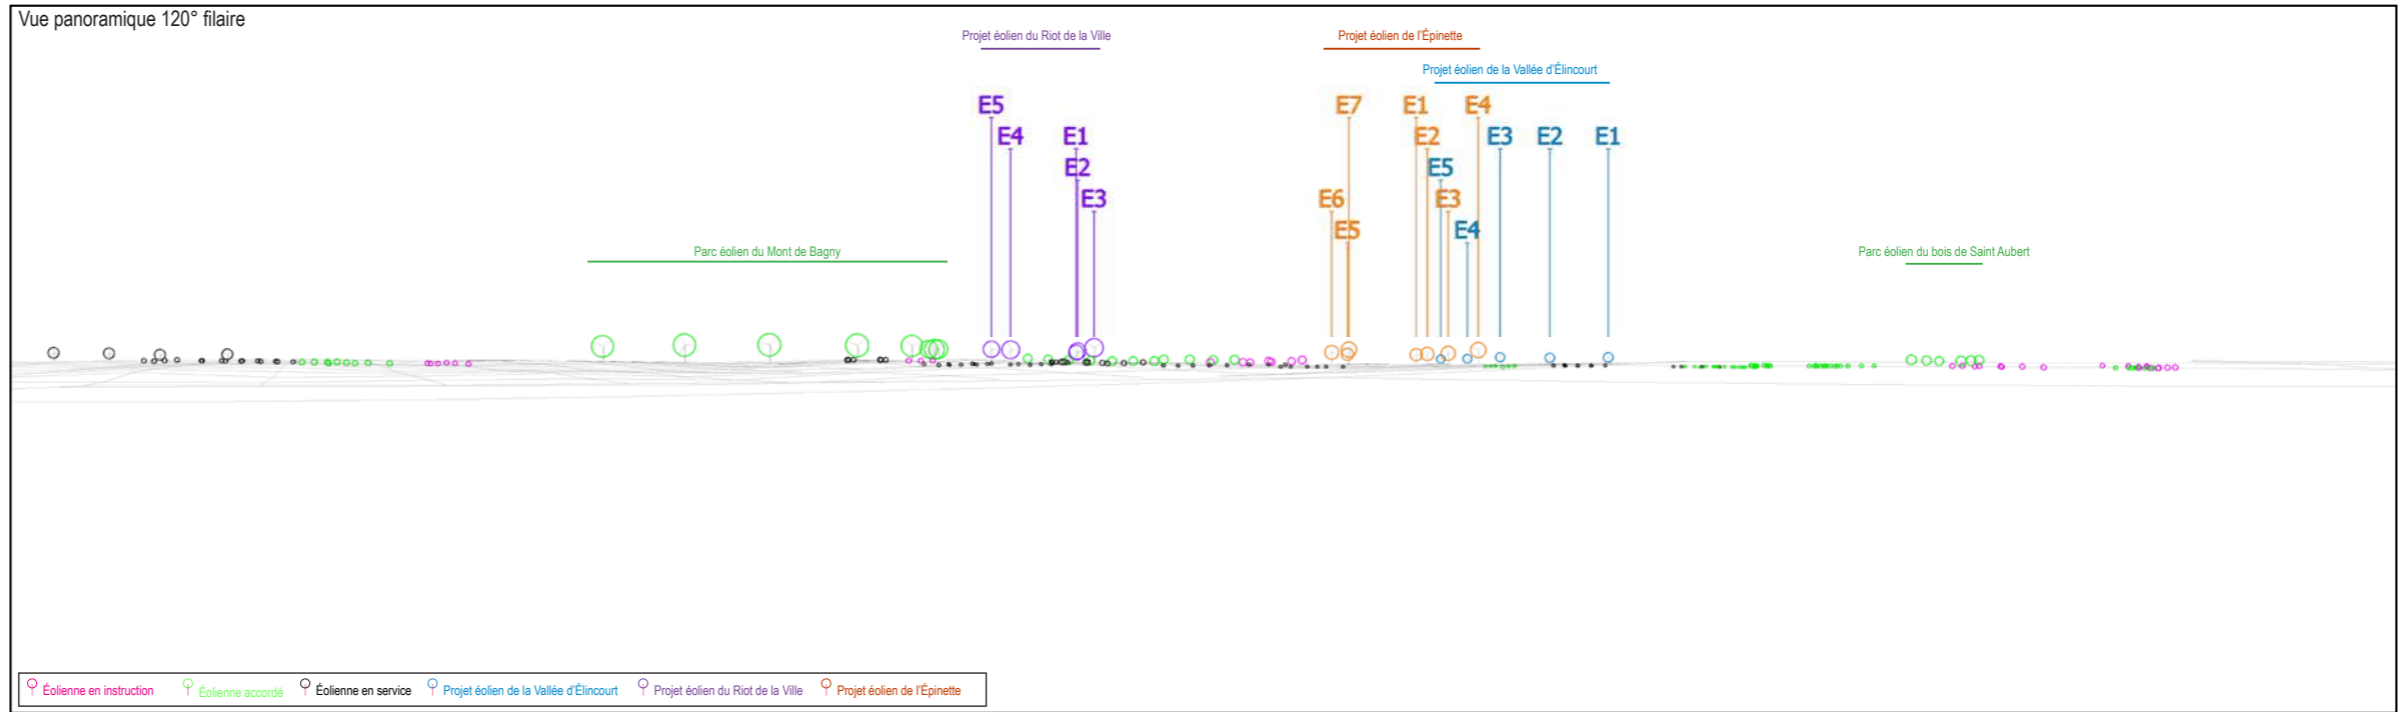 Vue panoramique 120° filaire
Projet éolien du Riot de la Ville
Projet éolien de l'Épinette
Projet éolien de la Vallée d'Élincourt
E5
E7
E1
E4
E4
E1
E2
E3
E2
E1
E2
E5
E3
E6
E3
E5
E4
Parc éolien du Mont de Bagny
Parc éolien du bois de Saint Aubert
Éolienne en instruction
Éolienne accordé
Éolienne en service
Projet éolien de la Vallée d'Élincourt
Projet éolien du Riot de la Ville
Projet éolien de l'Épinette